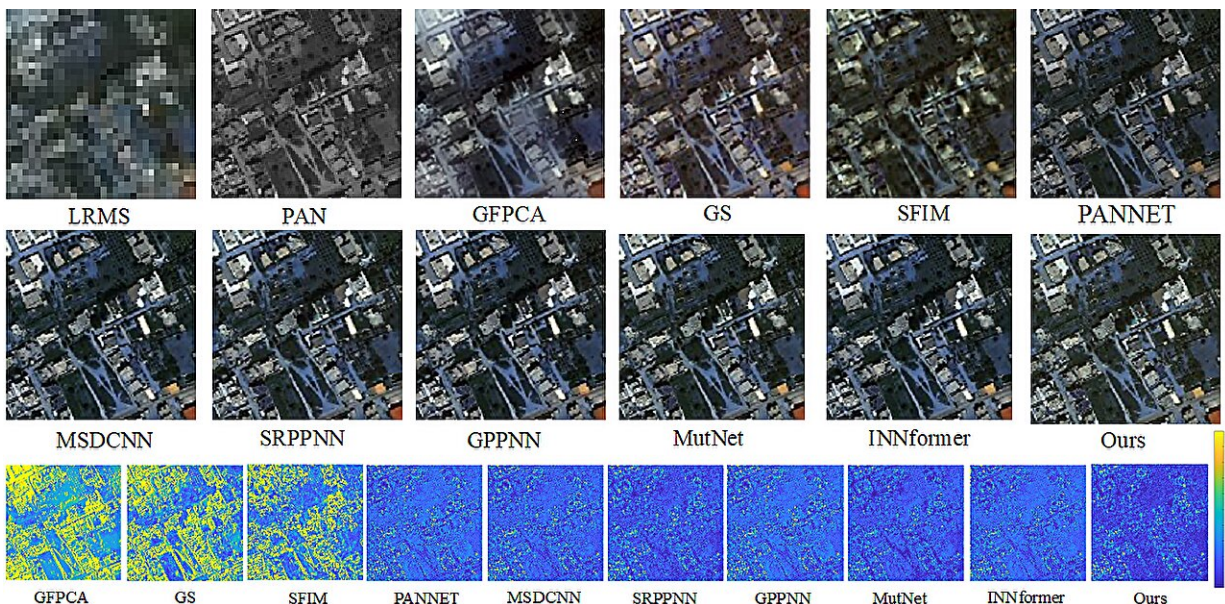 LRMS PAN GFPCA GS SFIM PANNET
MSDCNN SRPPNN GPPNN MutNet INNformer Ours
GFPCA GS SFIM PANNET MSDCNN SRPPNN GPPNN MutNet INNformer Ours